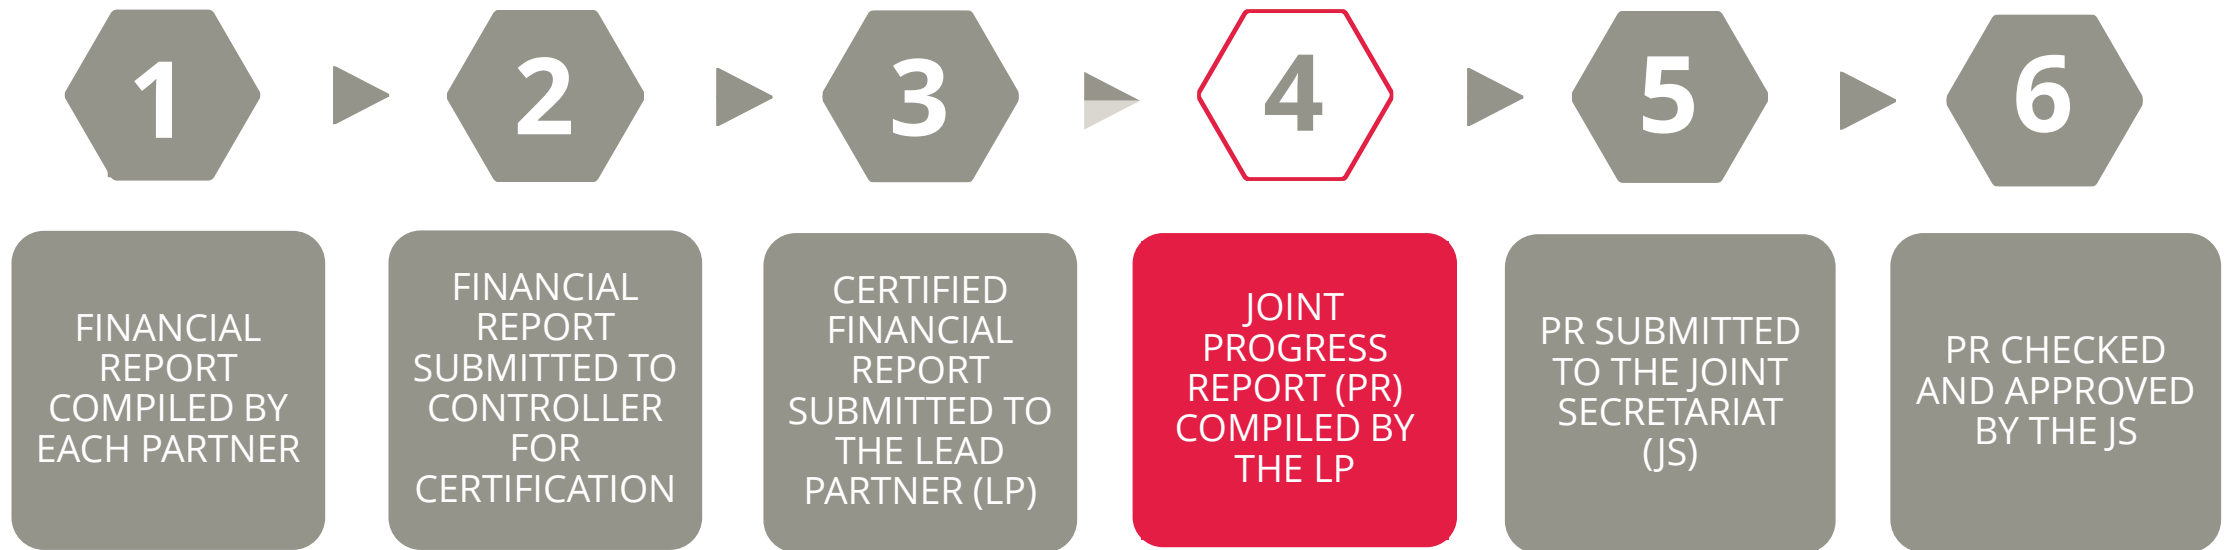 1
2
3
4
5
6
FINANCIAL
REPORT
COMPILED BY
EACH PARTNER
FINANCIAL
REPORT
SUBMITTED TO
CONTROLLER
FOR
CERTIFICATION
CERTIFIED
FINANCIAL
REPORT
SUBMITTED TO
THE LEAD
PARTNER (LP)
JOINT
PROGRESS
REPORT (PR)
COMPILED BY
THE LP
PR SUBMITTED
TO THE JOINT
SECRETARIAT
(JS)
PR CHECKED
AND APPROVED
BY THE JS